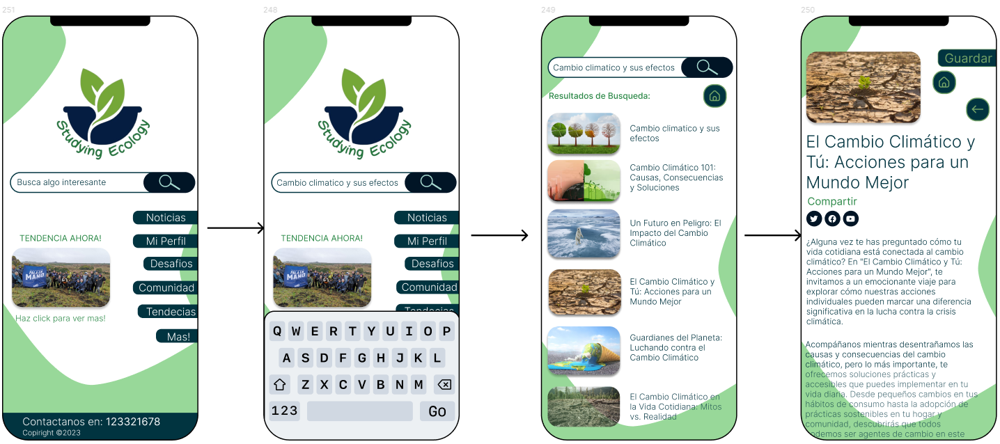 251
Studying Ecology
Busca algo interesante
Noticias
TENDENCIA AHORA!
Mi Perfil
PALA EN
MANO
Desafios
Comunidad
Tendecias
Haz click para ver mas!
Mas!
Contactanos en: 123321678
Copiright ©2023
248
Studying Ecology
Cambio climatico y sus efectos
Noticias
TENDENCIA AHORA!
Mi Perfil
PALA EN
MANO
Desafios
Comunidad
Tendecias
Q W E R T Y U I O P
A S D F G H J K L
Z X C V B N M
123 Go
249
Cambio climatico y sus efectos
Resultados de Busqueda:
Cambio climatico y sus
efectos
Cambio Climático 101:
Causas, Consecuencias
y Soluciones
Un Futuro en Peligro: El
Impacto del Cambio
Climático
El Cambio Climático y
Tú: Acciones para un
Mundo Mejor
Guardianes del Planeta:
Luchando contra el
Cambio Climático
El Cambio Climático en
la Vida Cotidiana: Mitos
vs. Realidad
250
Guardar
El Cambio Climático y
Tú: Acciones para un
Mundo Mejor
Compartir
¿Alguna vez te has preguntado cómo tu
vida cotidiana está conectada al cambio
climático? En "El Cambio Climático y Tú:
Acciones para un Mundo Mejor", te
invitamos a un emocionante viaje para
explorar cómo nuestras acciones
individuales pueden marcar una diferencia
significativa en la lucha contra la crisis
climática.
Acompáñanos mientras desentrañamos las
causas y consecuencias del cambio
climático, pero lo más importante, te
ofrecemos soluciones prácticas y
accesibles que puedes implementar en tu
vida diaria. Desde pequeños cambios en tus
hábitos de consumo hasta la adopción de
prácticas sostenibles en tu hogar y
comunidad, descubrirás que todos
podemos ser agentes de cambio en este